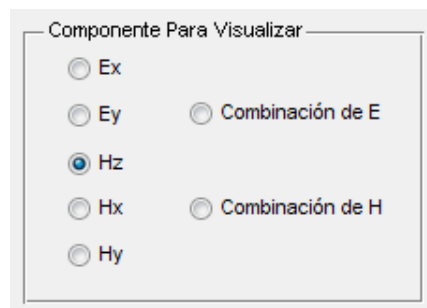 Componente Para Visualizar
Ex
Ey
Combinación de E
Hz
Hx
Combinación de H
Hy